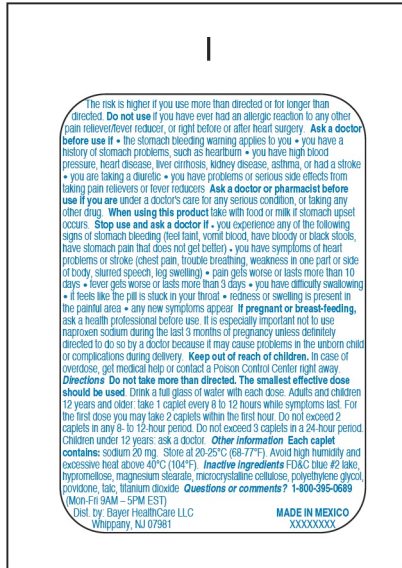 The risk is higher if you use more than directed or for longer than
directed. Do not use if you have ever had an allergic reaction to any other
pain reliever/fever reducer, or right before or after heart surgery. Ask a doctor
before use if • the stomach bleeding warning applies to you • you have a
history of stomach problems, such as heartburn • you have high blood
pressure, heart disease, liver cirrhosis, kidney disease, asthma, or had a stroke
• you are taking a diuretic • you have problems or serious side effects from
taking pain relievers or fever reducers Ask a doctor or pharmacist before
use if you are under a doctor's care for any serious condition, or taking any
other drug. When using this product take with food or milk if stomach upset
occurs. Stop use and ask a doctor if • you experience any of the following
signs of stomach bleeding (feel faint, vomit blood, have bloody or black stools,
have stomach pain that does not get better) • you have symptoms of heart
problems or stroke (chest pain, trouble breathing, weakness in one part or side
of body, slurred speech, leg swelling) • pain gets worse or lasts more than 10
days • fever gets worse or lasts more than 3 days • you have difficulty swallowing
• it feels like the pill is stuck in your throat • redness or swelling is present in
the painful area • any new symptoms appear If pregnant or breast-feeding,
ask a health professional before use. It is especially important not to use
naproxen sodium during the last 3 months of pregnancy unless definitely
directed to do so by a doctor because it may cause problems in the unborn child
or complications during delivery. Keep out of reach of children. In case of
overdose, get medical help or contact a Poison Control Center right away.
Directions Do not take more than directed. The smallest effective dose
should be used. Drink a full glass of water with each dose. Adults and children
12 years and older: take 1 caplet every 8 to 12 hours while symptoms last. For
the first dose you may take 2 caplets within the first hour. Do not exceed 2
caplets in any 8- to 12-hour period. Do not exceed 3 caplets in a 24-hour period.
Children under 12 years: ask a doctor. Other information Each caplet
contains: sodium 20 mg. Store at 20-25°C (68-77°F). Avoid high humidity and
excessive heat above 40°C (104°F). Inactive ingredients FD&C blue #2 lake,
hypromellose, magnesium stearate, microcrystalline cellulose, polyethylene glycol,
povidone, talc, titanium dioxide Questions or comments? 1-800-395-0689
(Mon-Fri 9AM – 5PM EST)
Dist. by: Bayer HealthCare LLC MADE IN MEXICO
Whippany, NJ 07981 XXXXXXXX